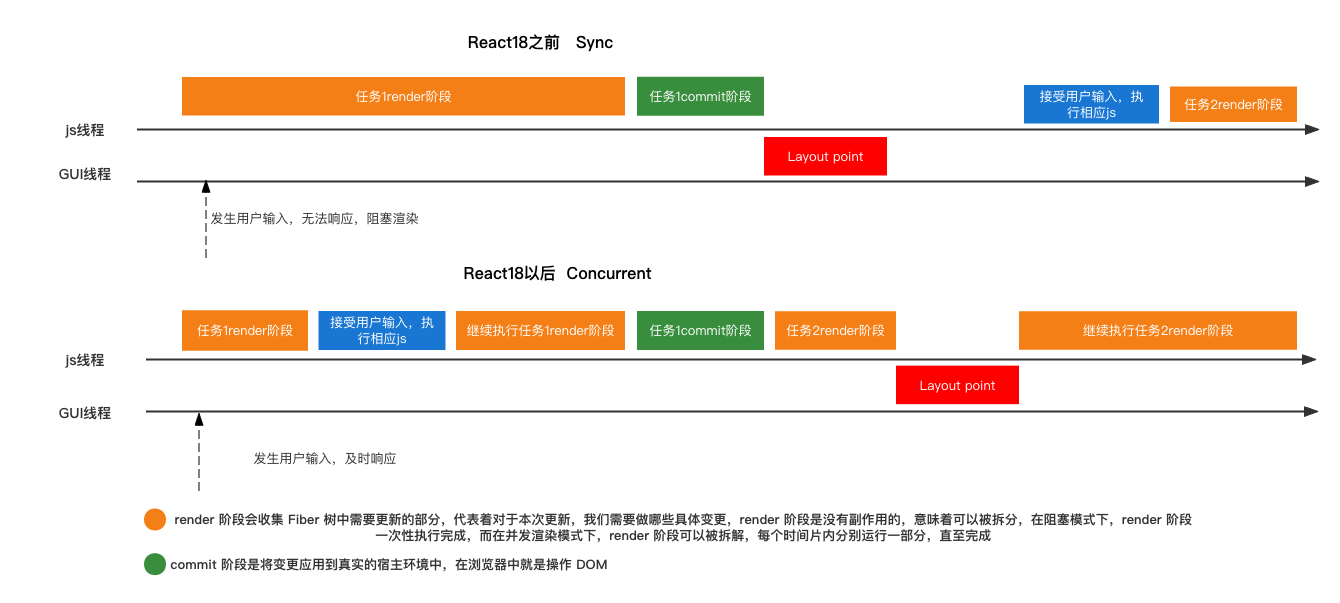 React18之前 Sync
任务1render阶段
任务1commit阶段
接受用户输入，执
行相应js
任务2render阶段
js线程
Layout point
GUI线程
发生用户输入，无法响应，阻塞渲染
React18以后 Concurrent
任务1render阶段
接受用户输入，执
行相应js
继续执行任务1render阶段
任务1commit阶段
任务2render阶段
继续执行任务2render阶段
js线程
Layout point
GUI线程
发生用户输入，及时响应
render 阶段会收集 Fiber 树中需要更新的部分，代表着对于本次更新，我们需要做哪些具体变更，render 阶段是没有副作用的，意味着可以被拆分，在阻塞模式下，render 阶段
一次性执行完成，而在并发渲染模式下，render 阶段可以被拆解，每个时间片内分别运行一部分，直至完成
commit 阶段是将变更应用到真实的宿主环境中，在浏览器中就是操作 DOM